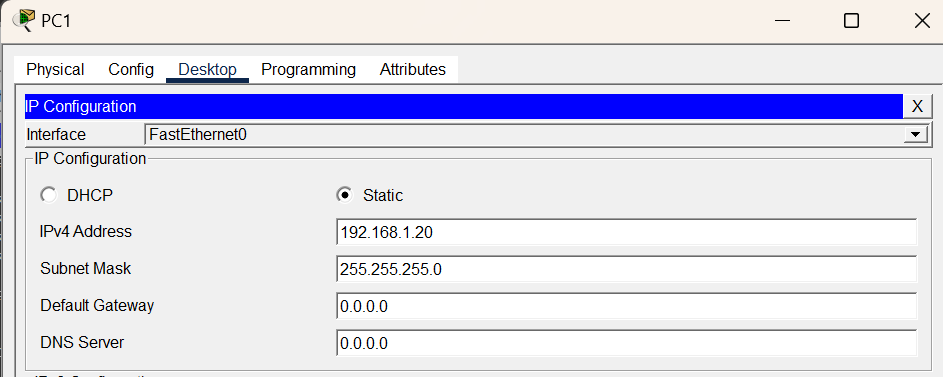 PC1
Physical Config Desktop Programming Attributes
IP Configuration X
Interface FastEthernet0
IP Configuration
DHCP Static
IPv4 Address 192.168.1.20
Subnet Mask 255.255.255.0
Default Gateway 0.0.0.0
DNS Server 0.0.0.0